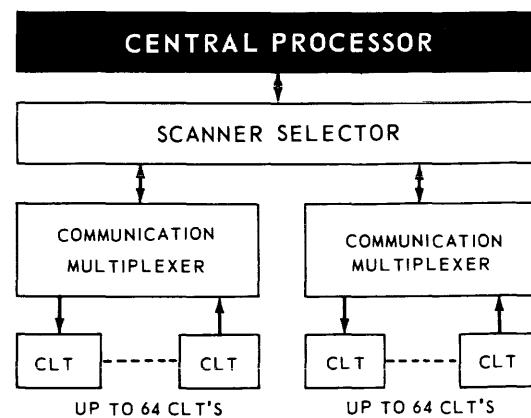 CENTRAL PROCESSOR
SCANNER SELECTOR
COMMUNICATION
MULTIPLEXER
COMMUNICATION
MULTIPLEXER
CLT
CLT
CLT
CLT
UP TO 64 CLT'S
UP TO 64 CLT'S